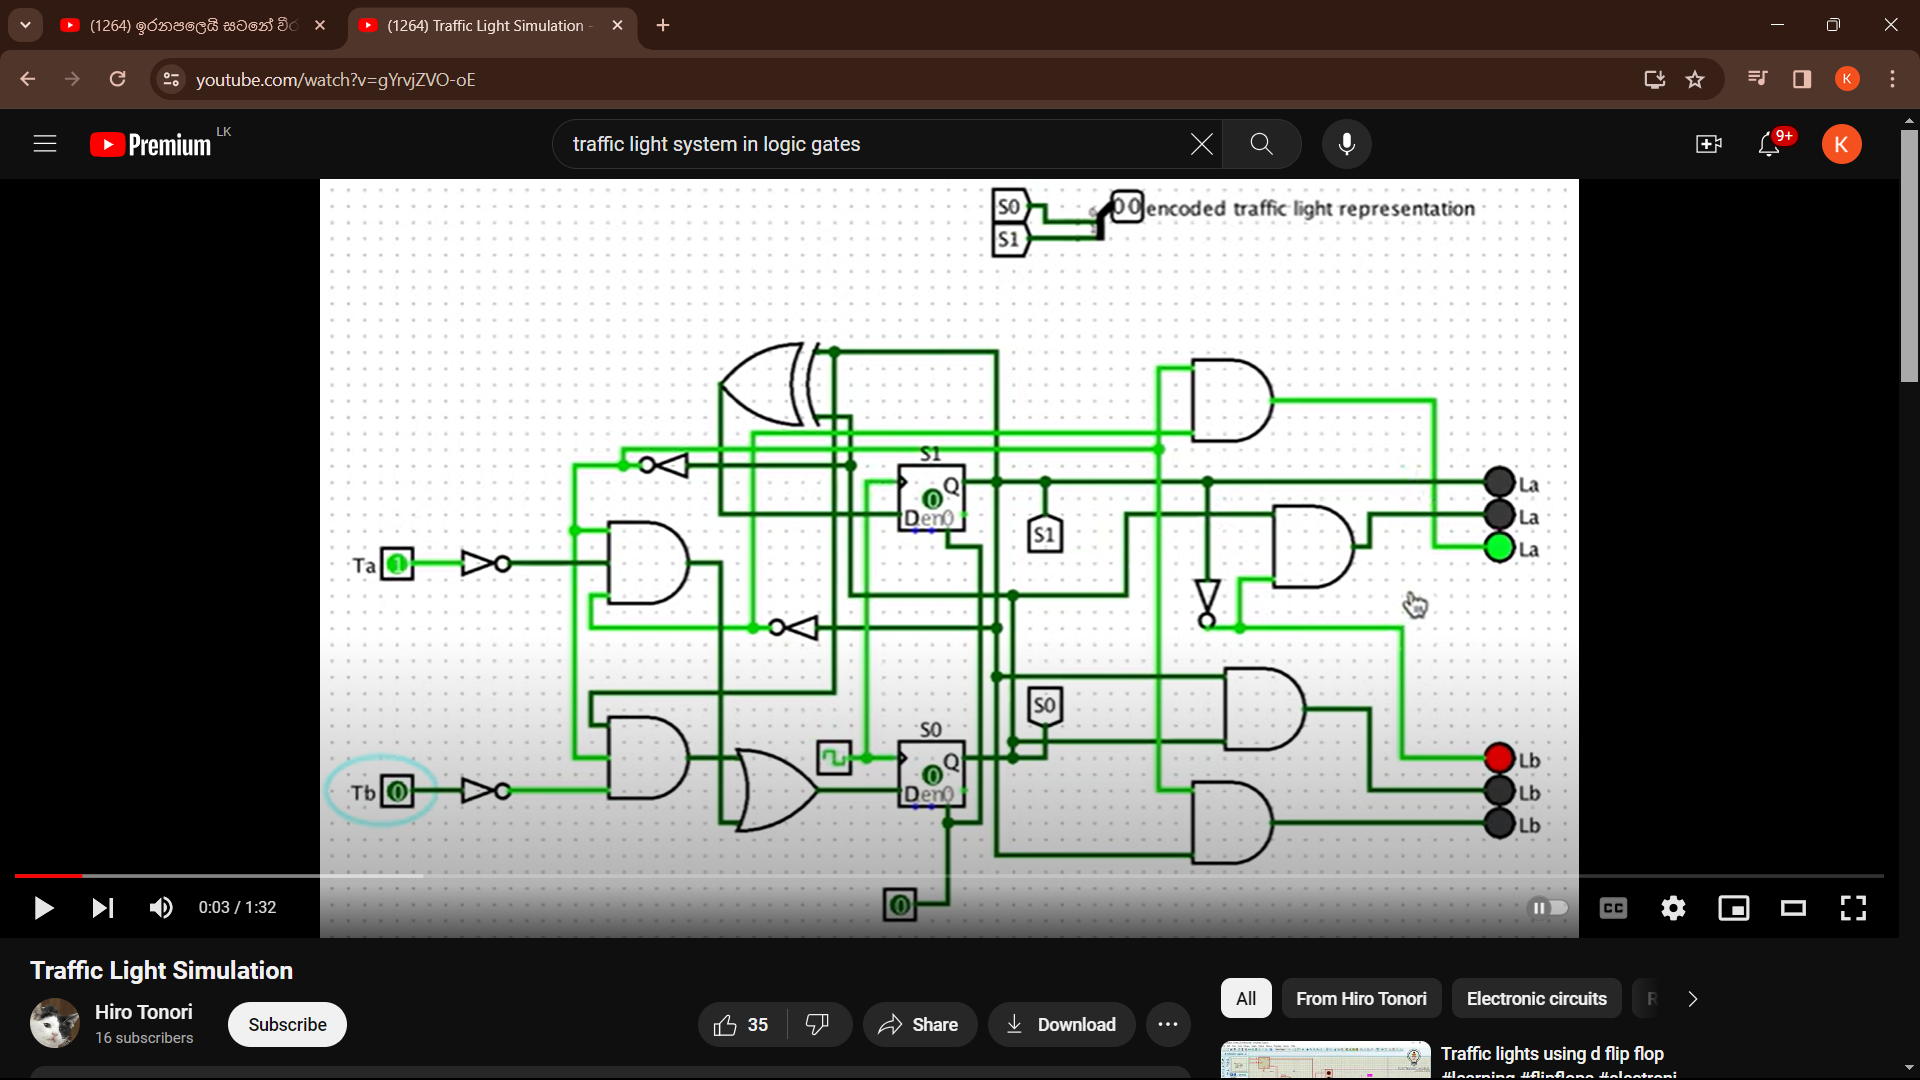 (1264) ඉරනපලෙයි සටනේ වීර
(1264) Traffic Light Simulation -
youtube.com/watch?v=gYrvjZVO-oE
K
Premium LK
traffic light system in logic gates
9+
K
S0
00 encoded traffic light representation
S1
S1
Q
0
D en 0
S1
La
La
La
Ta 1
S0
S0
Q
0
D en 0
Tb 0
Lb
Lb
Lb
0
0:03 / 1:32
CC
Traffic Light Simulation
Hiro Tonori
16 subscribers
Subscribe
35
Share
Download
All
From Hiro Tonori
Electronic circuits
R
Traffic lights using d flip flop
#learning #flipflops #electroni